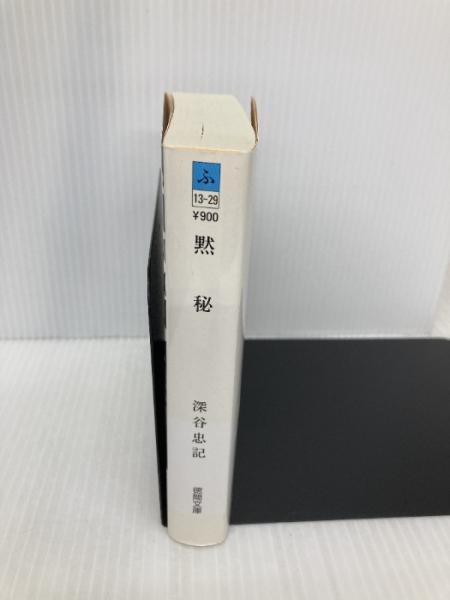 ふ
13-29
¥900
黙秘
深谷忠記
徳間文庫